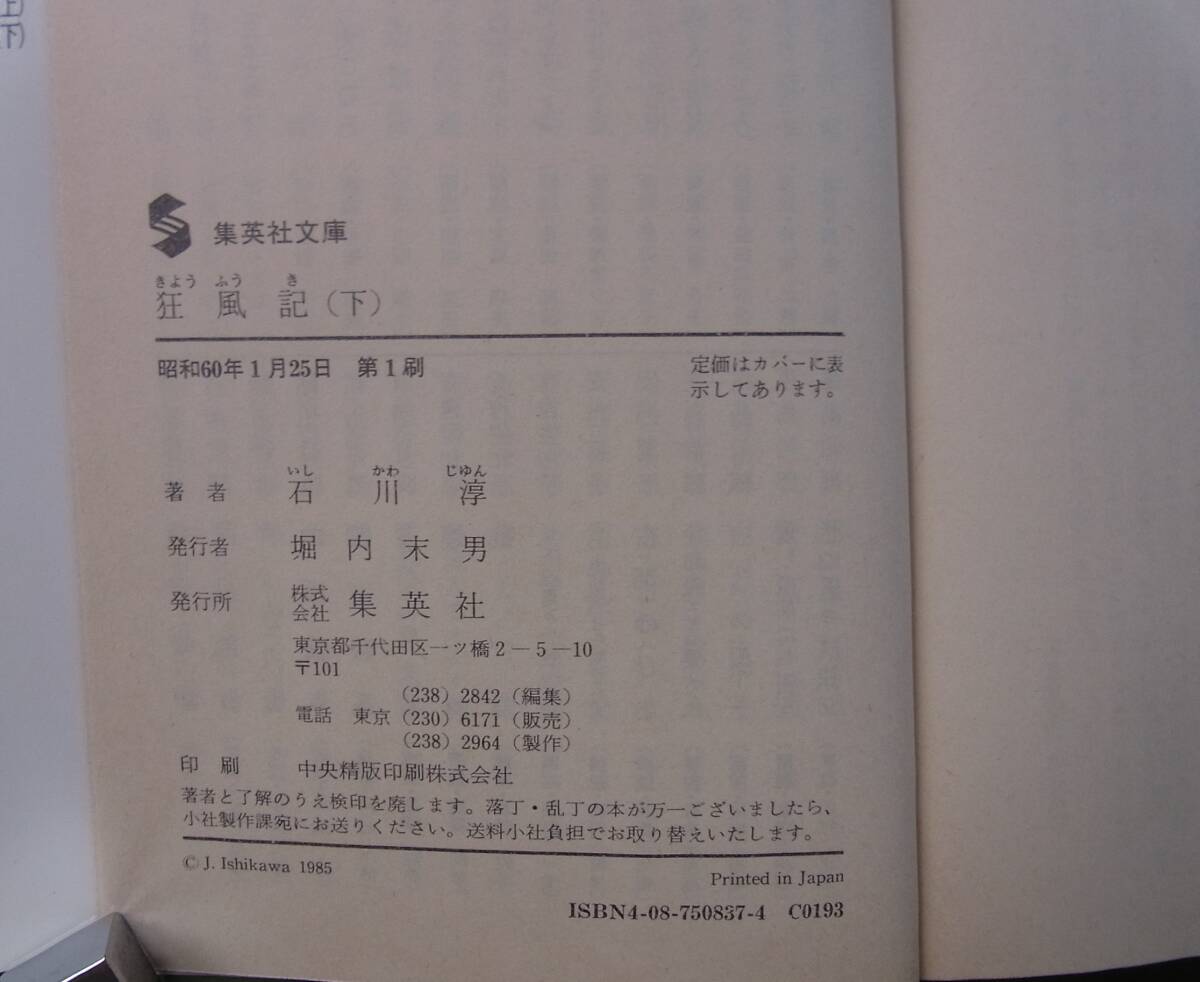 上)
下)
集英社文庫
きよう ふう き
狂風記(下)
昭和60年1月25日 第1刷
定価はカバーに表
示してあります。
いし かわ じゆん
著者 石川淳
発行者 堀内末男
発行所 株式会社 集英社
東京都千代田区一ツ橋2-5-10
〒101
(238) 2842 (編集)
電話 東京 (230) 6171 (販売)
(238) 2964 (製作)
印刷 中央精版印刷株式会社
著者と了解のうえ検印を廃します。落丁・乱丁の本が万一ございましたら、
小社製作課宛にお送りください。送料小社負担でお取り替えいたします。
© J. Ishikawa 1985
Printed in Japan
ISBN4-08-750837-4 C0193